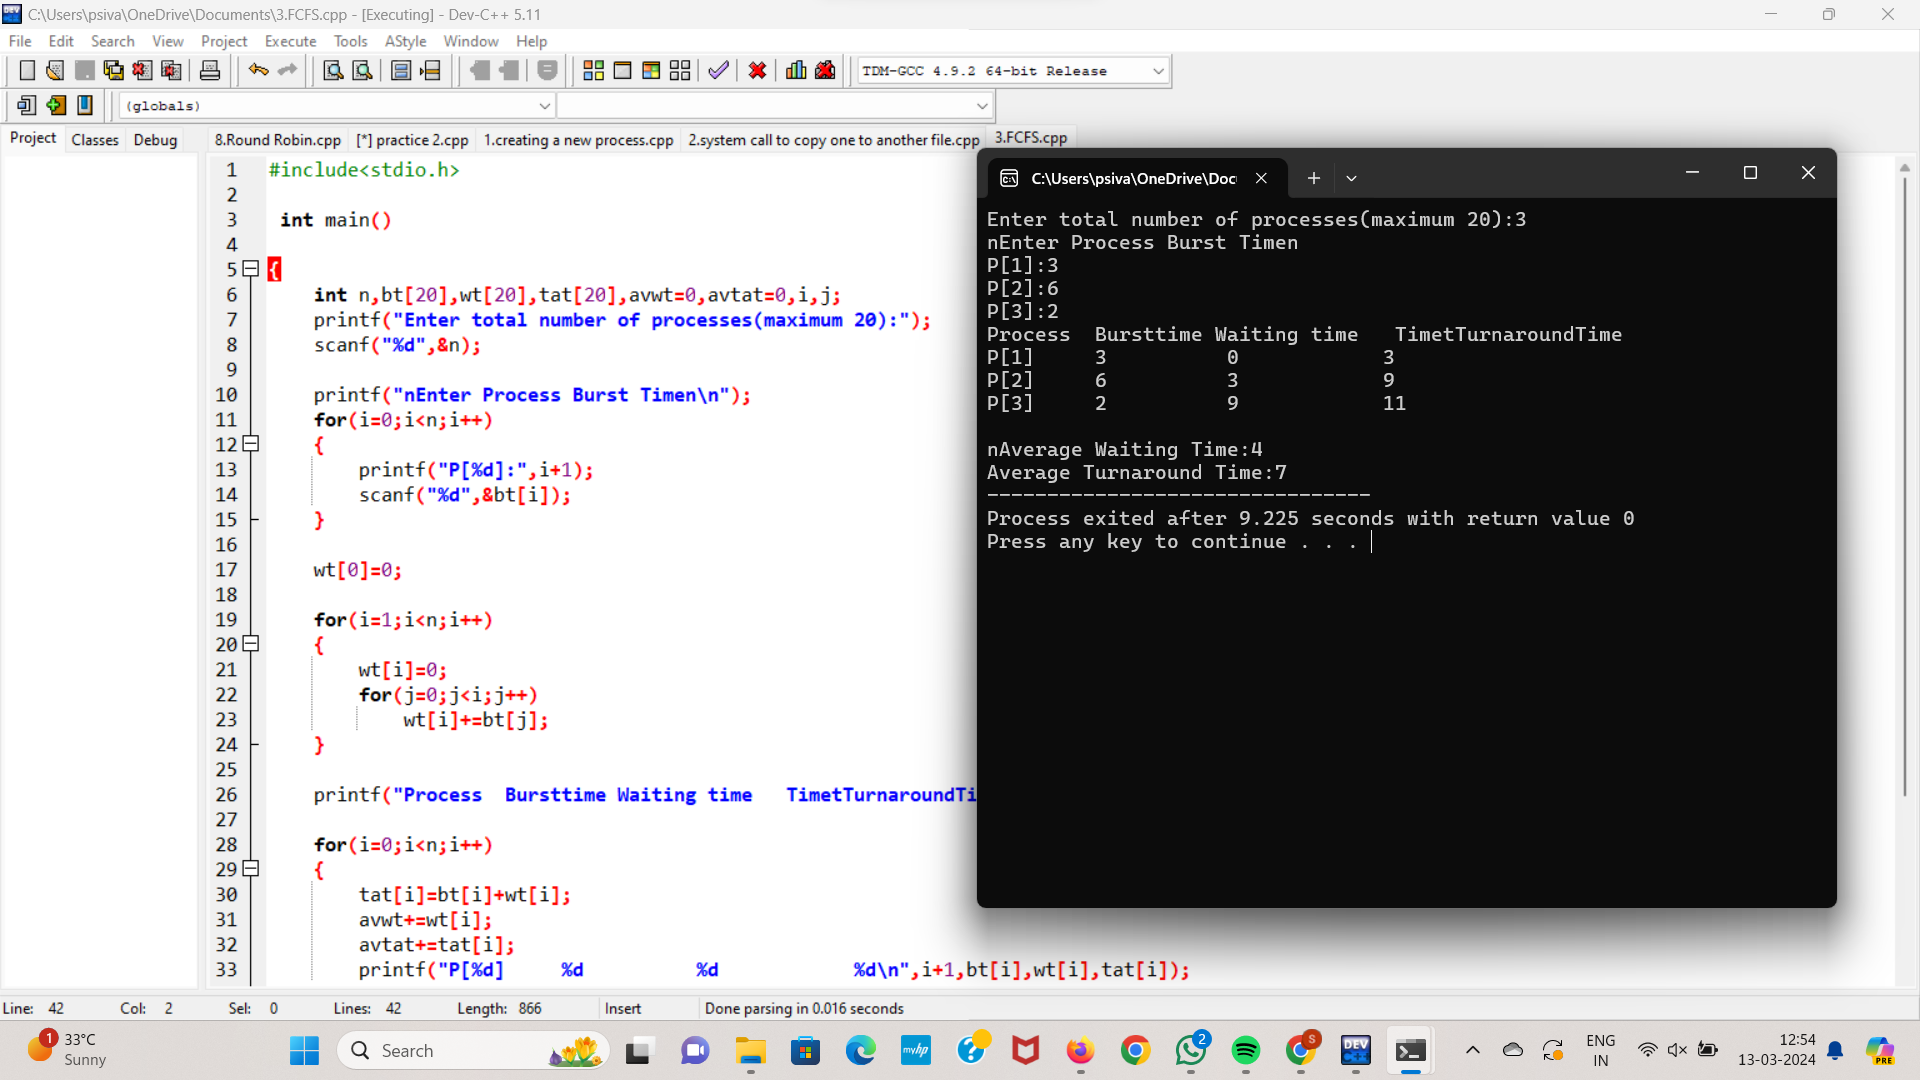 C:\Users\psiva\OneDrive\Documents\3.FCFS.cpp - [Executing] - Dev-C++ 5.11
File Edit Search View Project Execute Tools AStyle Window Help
TDM-GCC 4.9.2 64-bit Release
(globals)
Project Classes Debug
8.Round Robin.cpp [*] practice 2.cpp 1.creating a new process.cpp 2.system call to copy one to another file.cpp 3.FCFS.cpp
1 #include<stdio.h>
2
3 int main()
4
5 {
6 int n,bt[20],wt[20],tat[20],avwt=0,avtat=0,i,j;
7 printf("Enter total number of processes(maximum 20):");
8 scanf("%d",&n);
9
10 printf("nEnter Process Burst Timen\n");
11 for(i=0;i<n;i++)
12 {
13 printf("P[%d]:",i+1);
14 scanf("%d",&bt[i]);
15 }
16
17 wt[0]=0;
18
19 for(i=1;i<n;i++)
20 {
21 wt[i]=0;
22 for(j=0;j<i;j++)
23 wt[i]+=bt[j];
24 }
25
26 printf("Process  Bursttime Waiting time   TimetTurnaroundTi
27
28 for(i=0;i<n;i++)
29 {
30 tat[i]=bt[i]+wt[i];
31 avwt+=wt[i];
32 avtat+=tat[i];
33 printf("P[%d]     %d          %d            %d\n",i+1,bt[i],wt[i],tat[i]);
C:\Users\psiva\OneDrive\Doc
Enter total number of processes(maximum 20):3
nEnter Process Burst Timen
P[1]:3
P[2]:6
P[3]:2
Process  Bursttime Waiting time   TimetTurnaroundTime
P[1]     3          0            3
P[2]     6          3            9
P[3]     2          9            11
nAverage Waiting Time:4
Average Turnaround Time:7
--------------------------------
Process exited after 9.225 seconds with return value 0
Press any key to continue . . .
Line: 42 Col: 2 Sel: 0 Lines: 42 Length: 866 Insert Done parsing in 0.016 seconds
1
33°C
Sunny
Search
myhp
2
S
DEV
C++
ENG
IN
12:54
13-03-2024
PRE